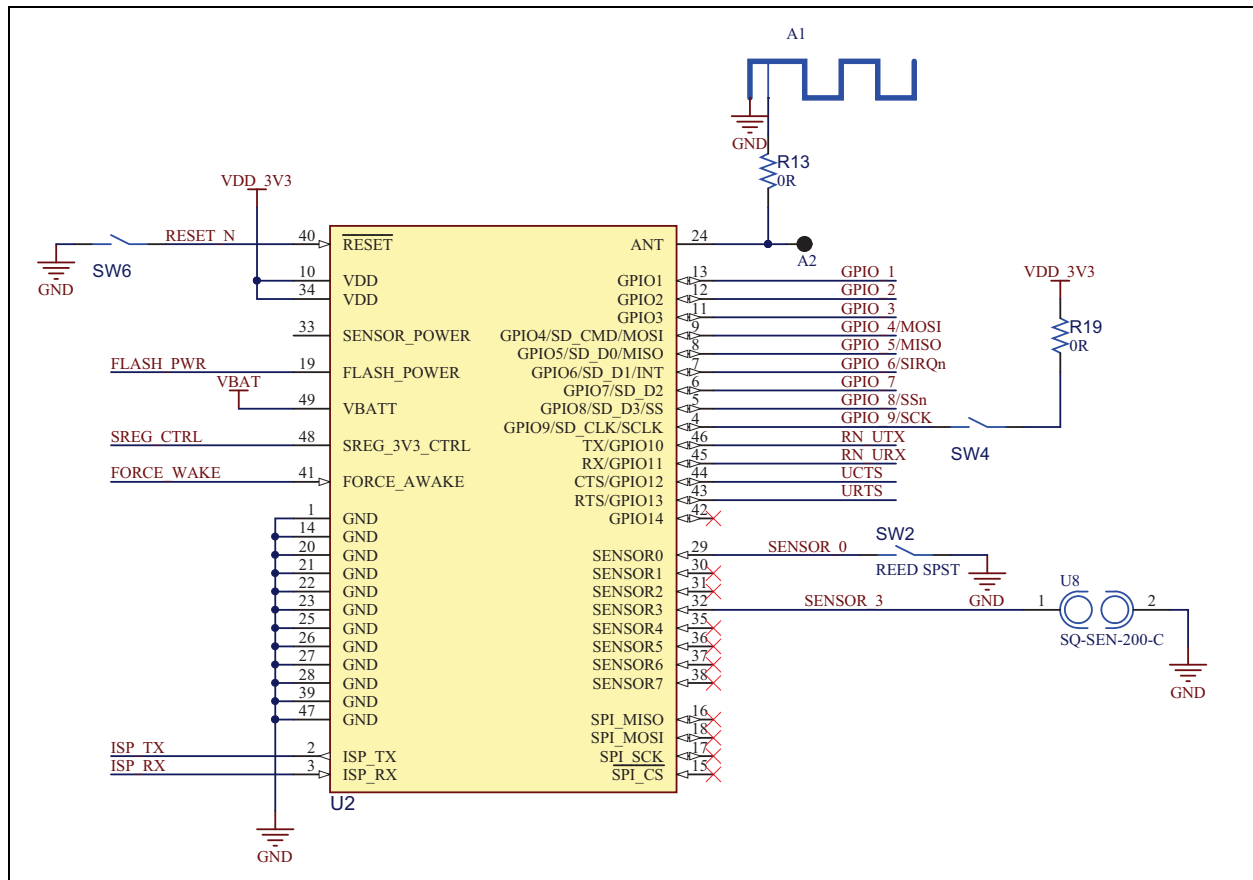 A1
GND
R13
0R
VDD_3V3
RESET_N
SW6
GND
40
RESET
10
VDD
34
VDD
33
SENSOR_POWER
FLASH_PWR
19
FLASH_POWER
VBAT
49
VBATT
SREG_CTRL
48
SREG_3V3_CTRL
FORCE_WAKE
41
FORCE_AWAKE
1
GND
14
GND
20
GND
21
GND
22
GND
23
GND
25
GND
26
GND
27
GND
28
GND
39
GND
47
GND
ISP_TX
2
ISP_TX
ISP_RX
3
ISP_RX
U2
GND
ANT
24
A2
GPIO1
13
GPIO_1
GPIO2
12
GPIO_2
GPIO3
11
GPIO_3
GPIO4/SD_CMD/MOSI
9
GPIO_4/MOSI
GPIO5/SD_D0/MISO
8
GPIO_5/MISO
GPIO6/SD_D1/INT
7
GPIO_6/SIRQn
GPIO7/SD_D2
6
GPIO_7
GPIO8/SD_D3/SS
5
GPIO_8/SSn
GPIO9/SD_CLK/SCLK
4
GPIO_9/SCK
TX/GPIO10
46
RN_UTX
RX/GPIO11
45
RN_URX
CTS/GPIO12
44
UCTS
RTS/GPIO13
43
URTS
GPIO14
42
VDD_3V3
R19
0R
SW4
SENSOR0
29
SENSOR_0
SW2
REED SPST
GND
SENSOR1
30
SENSOR2
31
SENSOR3
32
SENSOR_3
1
U8
2
SQ-SEN-200-C
GND
SENSOR4
35
SENSOR5
36
SENSOR6
37
SENSOR7
38
SPI_MISO
16
SPI_MOSI
18
SPI_SCK
17
SPI_CS
15